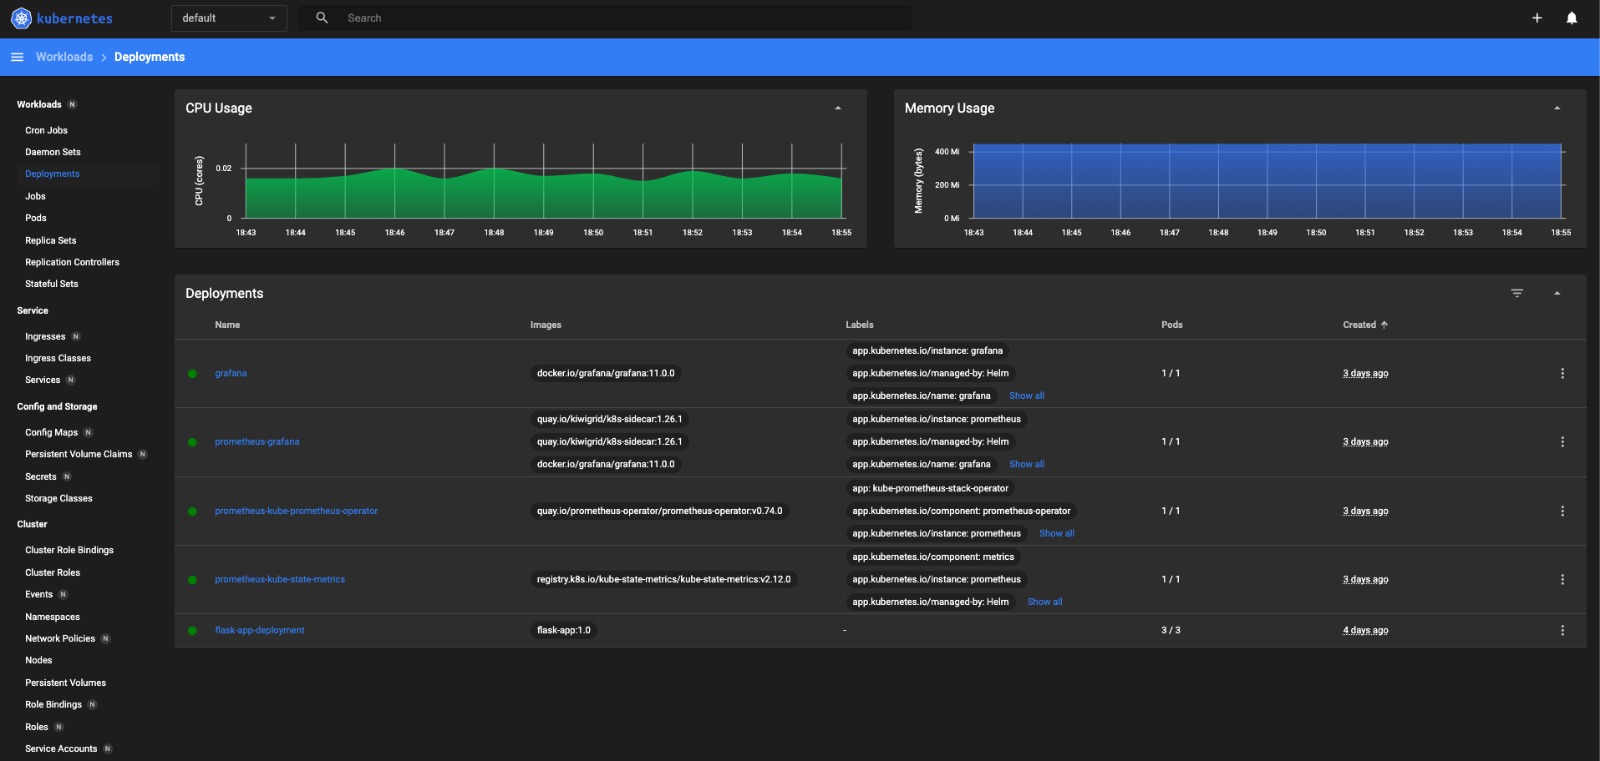 kubernetes
default
Search
Workloads > Deployments
Workloads N
Cron Jobs
Daemon Sets
Deployments
Jobs
Pods
Replica Sets
Replication Controllers
Stateful Sets
Service
Ingresses N
Ingress Classes
Services N
Config and Storage
Config Maps N
Persistent Volume Claims N
Secrets N
Storage Classes
Cluster
Cluster Role Bindings
Cluster Roles
Events N
Namespaces
Network Policies N
Nodes
Persistent Volumes
Role Bindings N
Roles N
Service Accounts N
CPU Usage
CPU (cores)
0.02
0
18:43 18:44 18:45 18:46 18:47 18:48 18:49 18:50 18:51 18:52 18:53 18:54 18:55
Memory Usage
Memory (bytes)
400 Mi
200 Mi
0 Mi
18:43 18:44 18:45 18:46 18:47 18:48 18:49 18:50 18:51 18:52 18:53 18:54 18:55
Deployments
Name Images Labels Pods Created
app.kubernetes.io/instance: grafana
grafana docker.io/grafana/grafana:11.0.0 app.kubernetes.io/managed-by: Helm 1 / 1 3 days ago
app.kubernetes.io/name: grafana Show all
quay.io/kiwigrid/k8s-sidecar:1.26.1 app.kubernetes.io/instance: prometheus
prometheus-grafana quay.io/kiwigrid/k8s-sidecar:1.26.1 app.kubernetes.io/managed-by: Helm 1 / 1 3 days ago
docker.io/grafana/grafana:11.0.0 app.kubernetes.io/name: grafana Show all
app: kube-prometheus-stack-operator
prometheus-kube-prometheus-operator quay.io/prometheus-operator/prometheus-operator:v0.74.0 app.kubernetes.io/component: prometheus-operator 1 / 1 3 days ago
app.kubernetes.io/instance: prometheus Show all
app.kubernetes.io/component: metrics
prometheus-kube-state-metrics registry.k8s.io/kube-state-metrics/kube-state-metrics:v2.12.0 app.kubernetes.io/instance: prometheus 1 / 1 3 days ago
app.kubernetes.io/managed-by: Helm Show all
flask-app-deployment flask-app:1.0 - 3 / 3 4 days ago